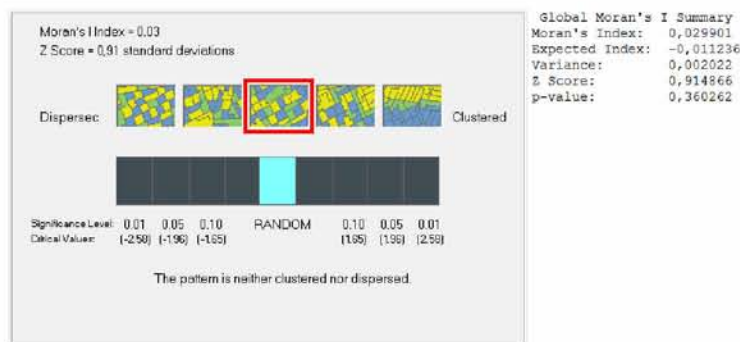 Moran's I Index = 0.03
Z Score = 0,91 standard deviations
Dispersec
Clustered
Significance Level: 0.01 0.05 0.10 RANDOM 0.10 0.05 0.01
Critical Values: (-2.58) (-1.96) (-1.65) (1.65) (1.96) (2.58)
The pattern is neither clustered nor dispersed.
Global Moran's I Summary
Moran's Index: 0,029901
Expected Index: -0,011236
Variance: 0,002022
Z Score: 0,914866
p-value: 0,360262